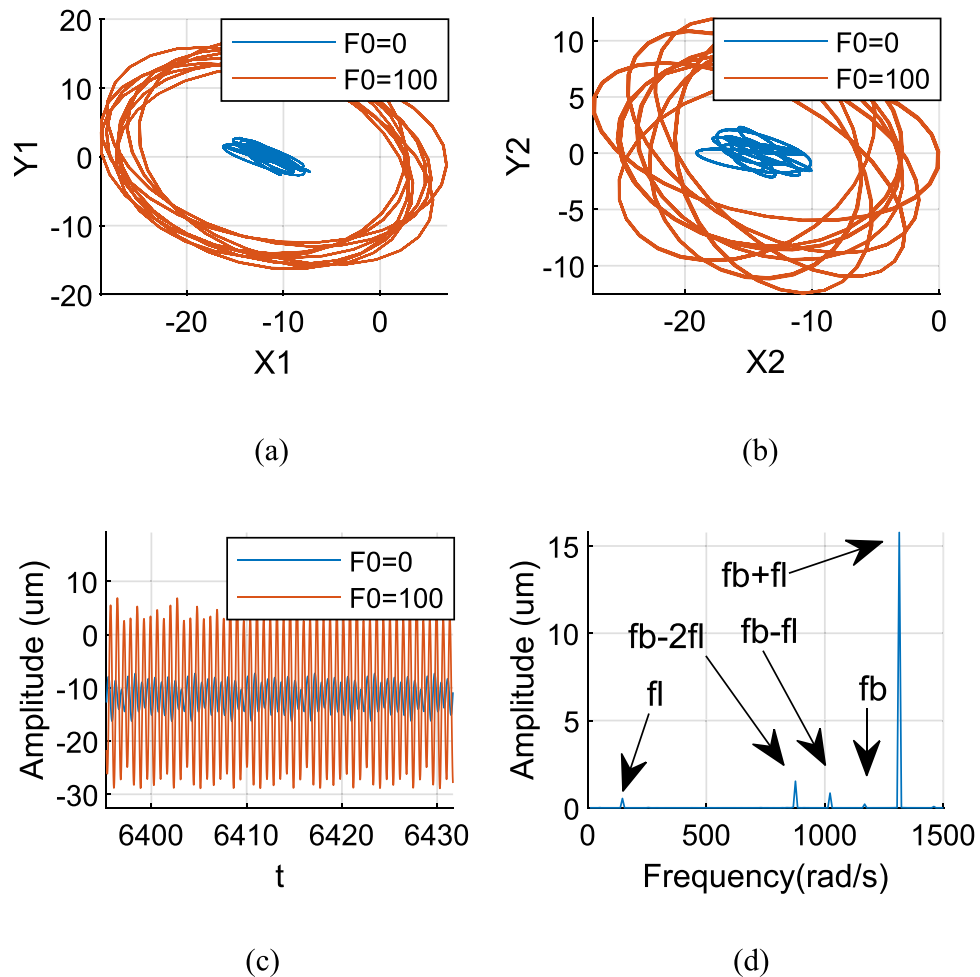 20
10
0
-10
-20
Y1
F0=0
F0=100
-20
-10
0
X1
(a)
10
5
0
-5
-10
Y2
F0=0
F0=100
-20
-10
0
X2
(b)
10
0
-10
-20
-30
Amplitude (um)
F0=0
F0=100
6400
6410
6420
6430
t
(c)
15
10
5
0
Amplitude (um)
fb+fl
fb-2fl
fb-fl
fl
fb
0
500
1000
1500
Frequency(rad/s)
(d)